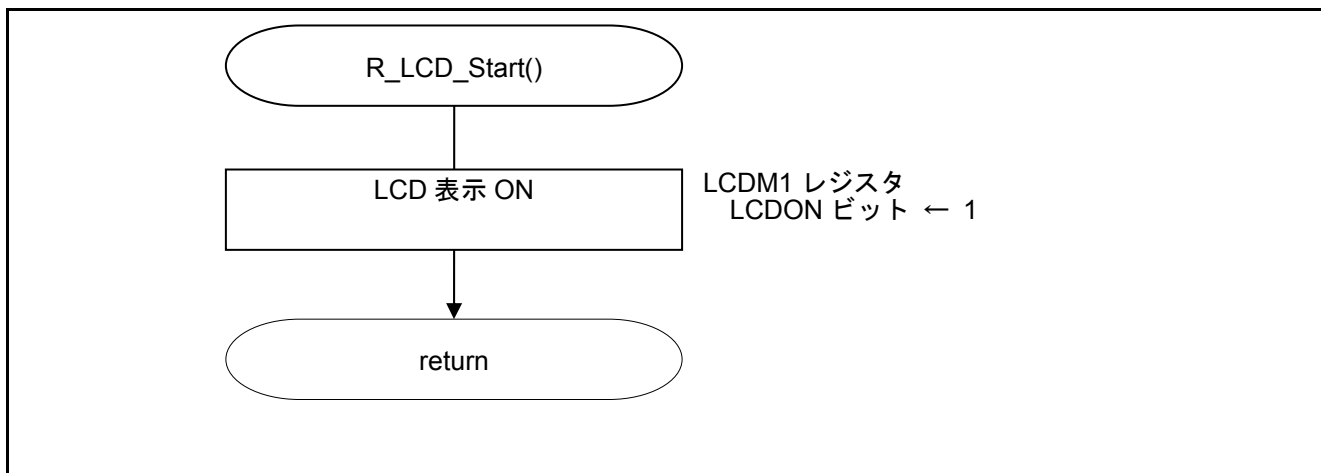 R_LCD_Start()
LCD 表示 ON
LCDM1 レジスタ
LCDON ビット ← 1
return